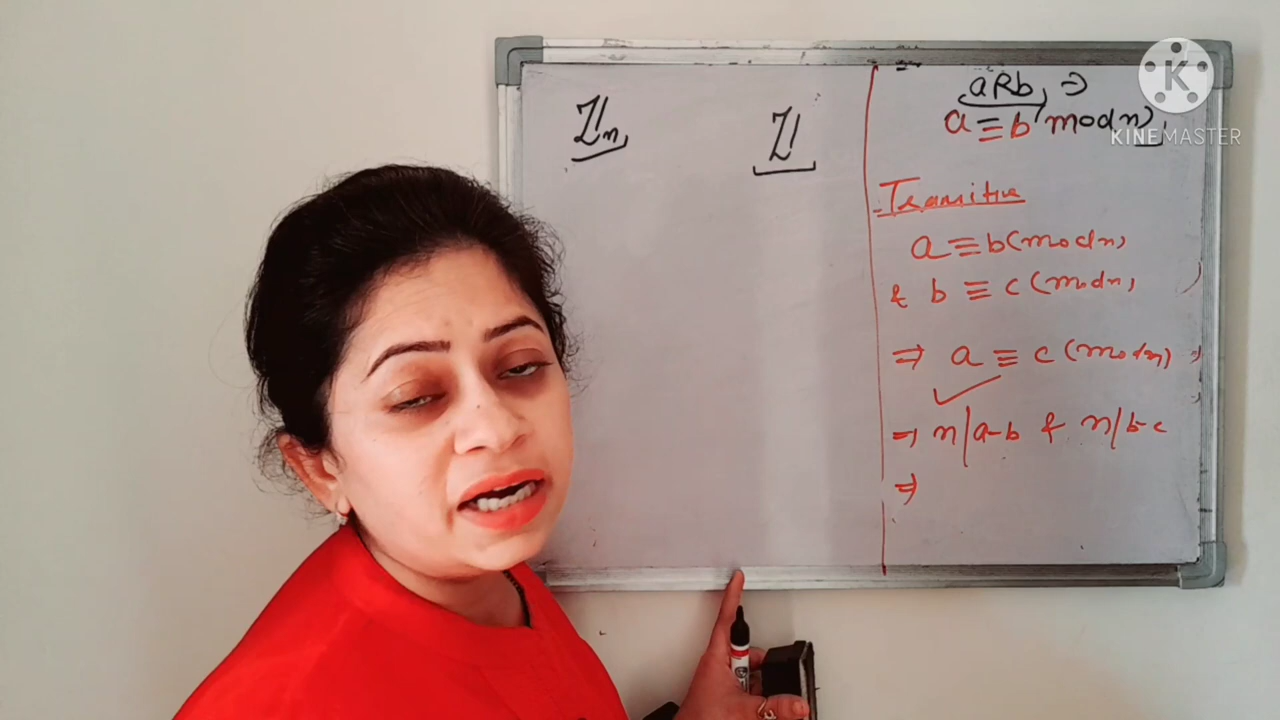 ℤn,
ℤ
aRb, ⇒
a ≡ b (mod n),
K
KINEMASTER
Transitive
a ≡ b (mod n)
& b ≡ c (mod n)
⇒ a ≡ c (mod n)
⇒ n/a-b & n/b-c
⇒